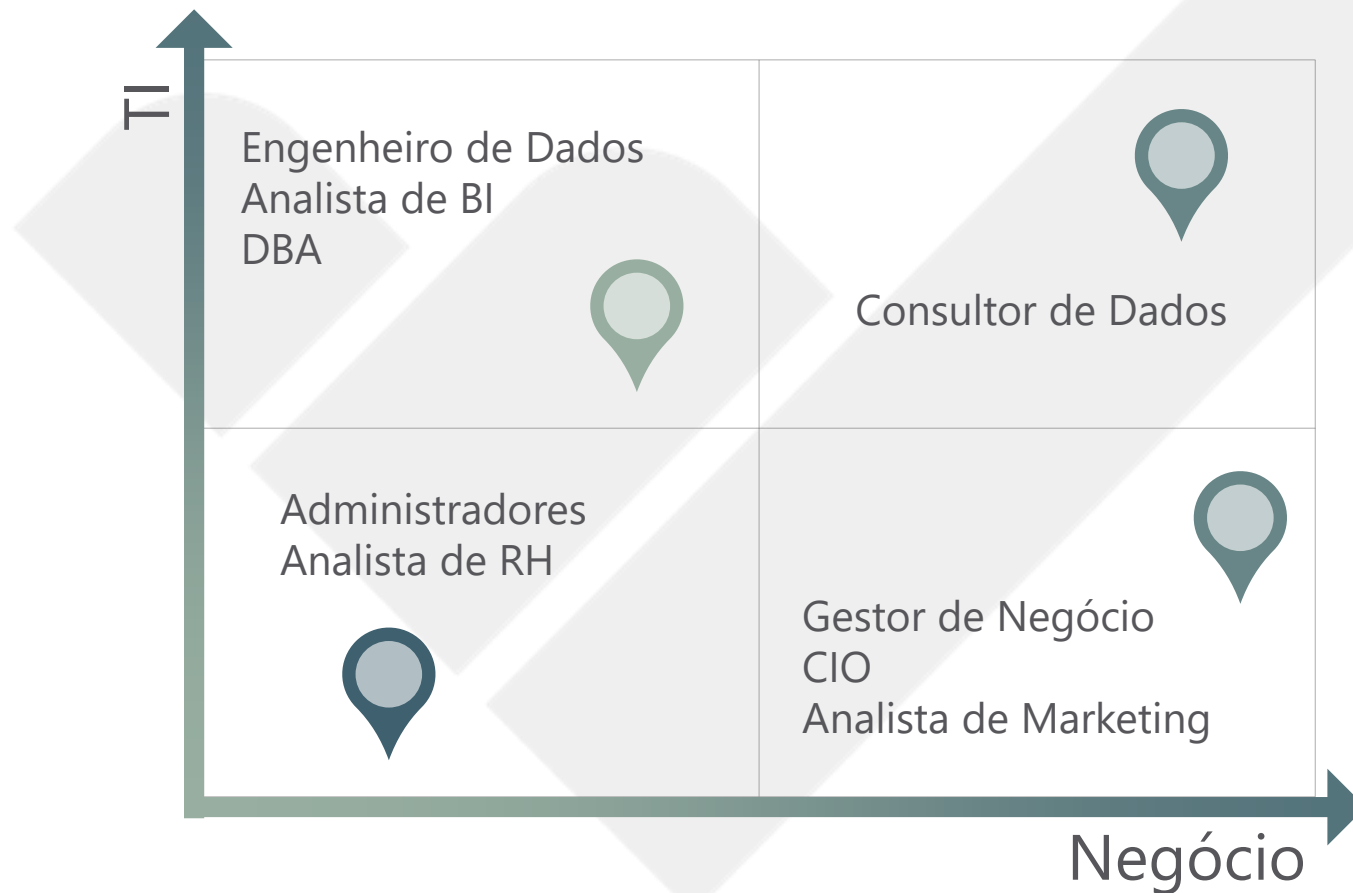 TI
Engenheiro de Dados
Analista de BI
DBA
Consultor de Dados
Administradores
Analista de RH
Gestor de Negócio
CIO
Analista de Marketing
Negócio